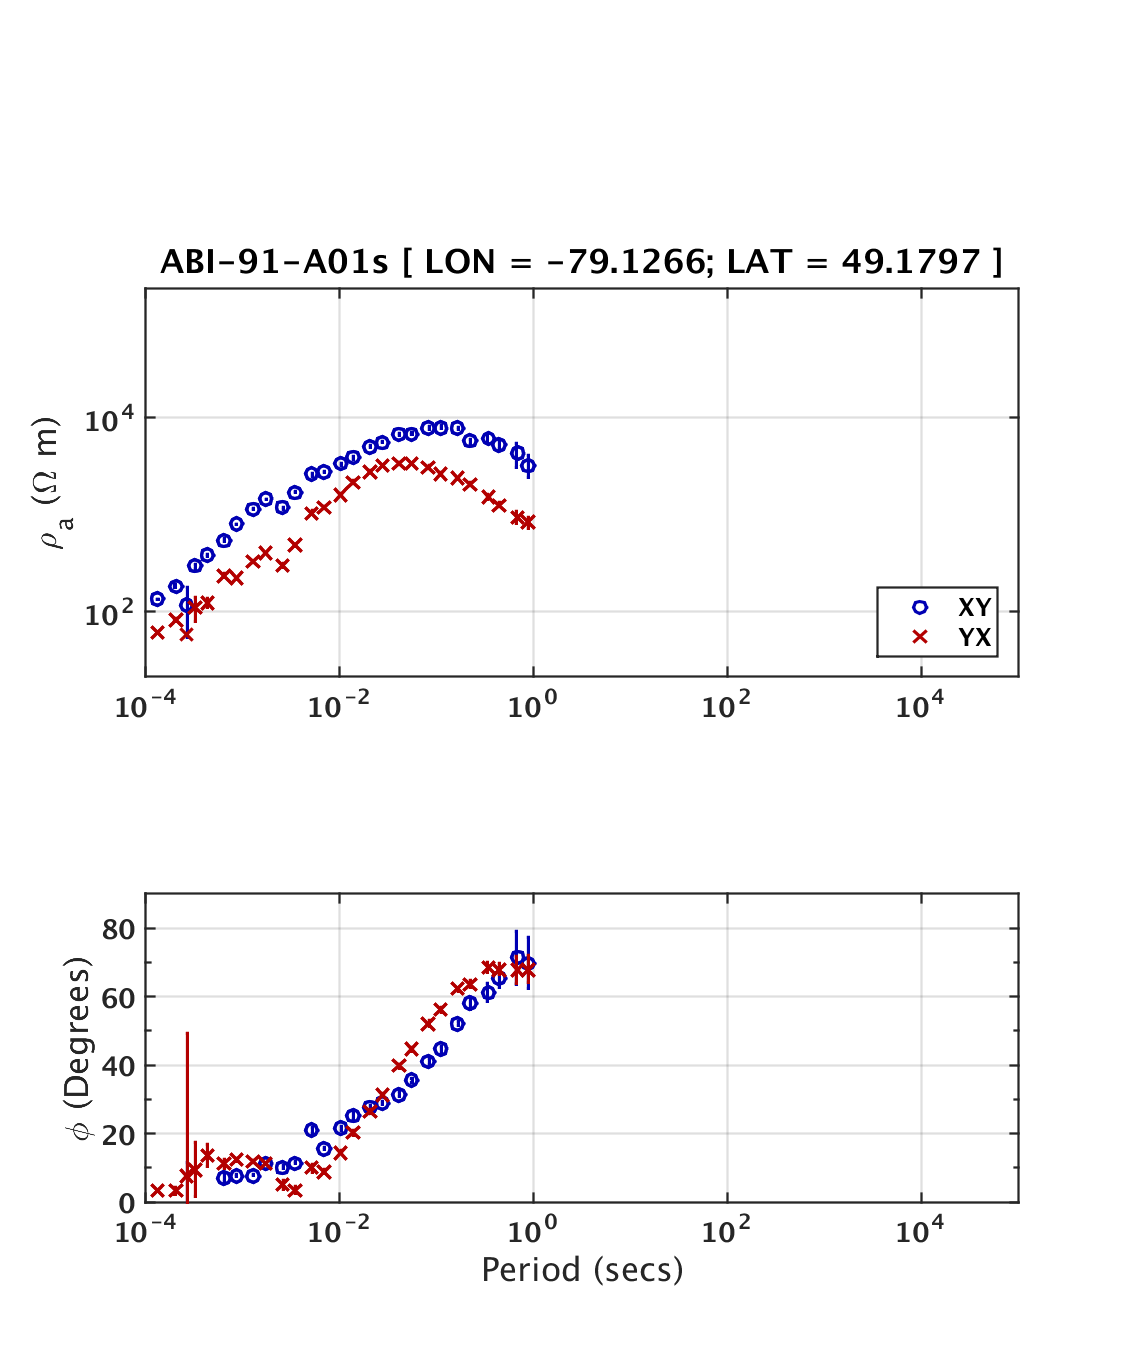 ABI-91-A01s [ LON = -79.1266; LAT = 49.1797 ]
ρa (Ω m)
10^4
10^2
XY
YX
10^-4 10^-2 10^0 10^2 10^4
ϕ (Degrees)
80
60
40
20
0
10^-4 10^-2 10^0 10^2 10^4
Period (secs)